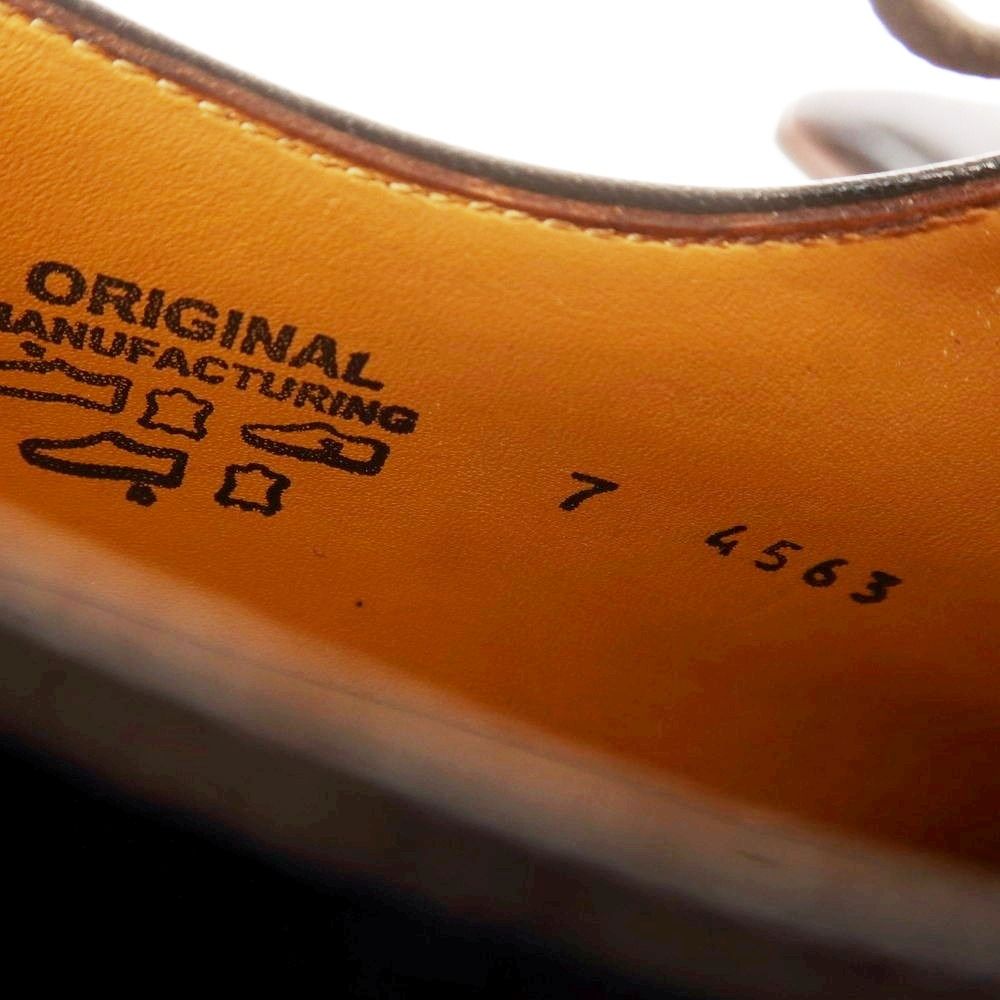 ORIGINAL
MANUFACTURING
7 4563